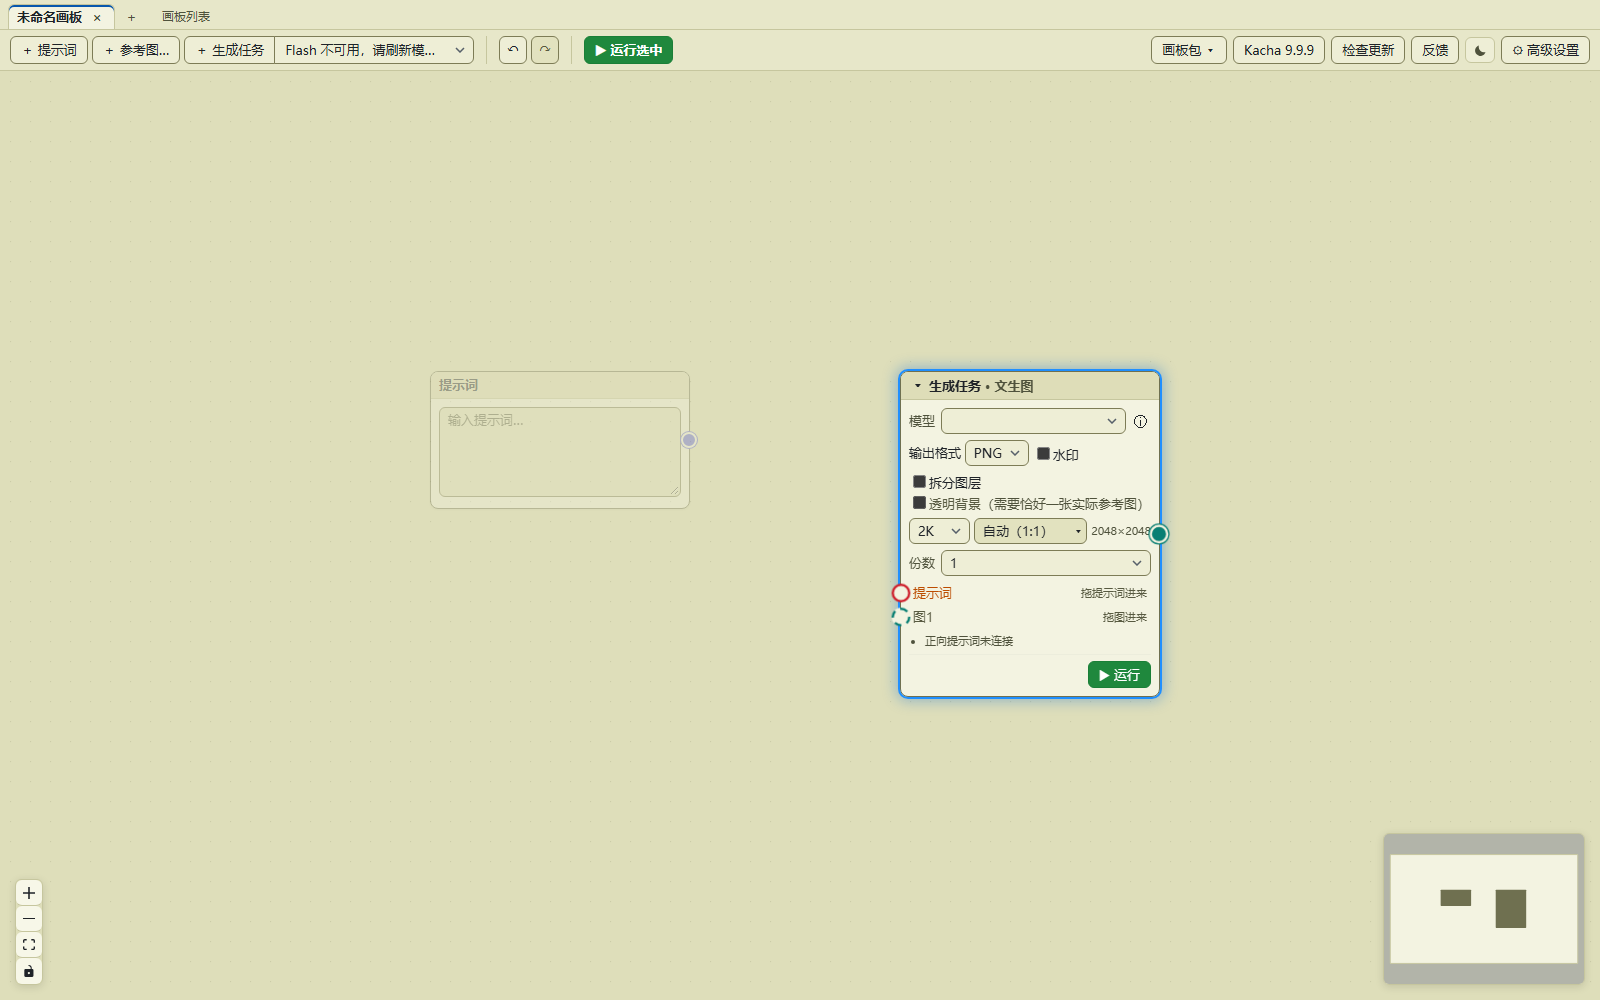 未命名画板 × + 画板列表
+ 提示词 + 参考图... + 生成任务 Flash 不可用，请刷新模... 运行选中 画板包 Kacha 9.9.9 检查更新 反馈 高级设置
提示词
输入提示词...
生成任务 • 文生图
模型
输出格式 PNG 水印
拆分图层
透明背景（需要恰好一张实际参考图）
2K 自动（1:1） 2048×2048
份数 1
提示词 拖提示词进来
图1 拖图进来
• 正向提示词未连接
运行